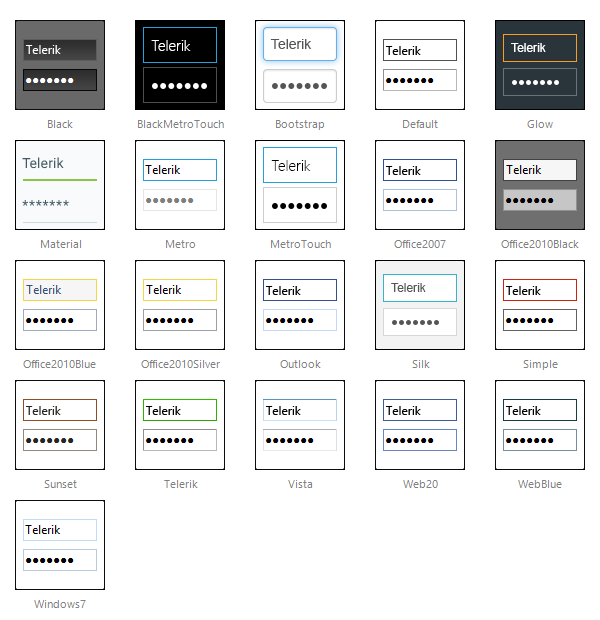 Telerik Telerik Telerik Telerik Telerik
●●●●●●● ●●●●●●● ●●●●●●● ●●●●●●● ●●●●●●●
Black BlackMetroTouch Bootstrap Default Glow
Telerik Telerik Telerik Telerik Telerik
******* ●●●●●●● ●●●●●●● ●●●●●●● ●●●●●●●
Material Metro MetroTouch Office2007 Office2010Black
Telerik Telerik Telerik Telerik Telerik
●●●●●●● ●●●●●●● ●●●●●●● ●●●●●●● ●●●●●●●
Office2010Blue Office2010Silver Outlook Silk Simple
Telerik Telerik Telerik Telerik Telerik
●●●●●●● ●●●●●●● ●●●●●●● ●●●●●●● ●●●●●●●
Sunset Telerik Vista Web20 WebBlue
Telerik
●●●●●●●
Windows7